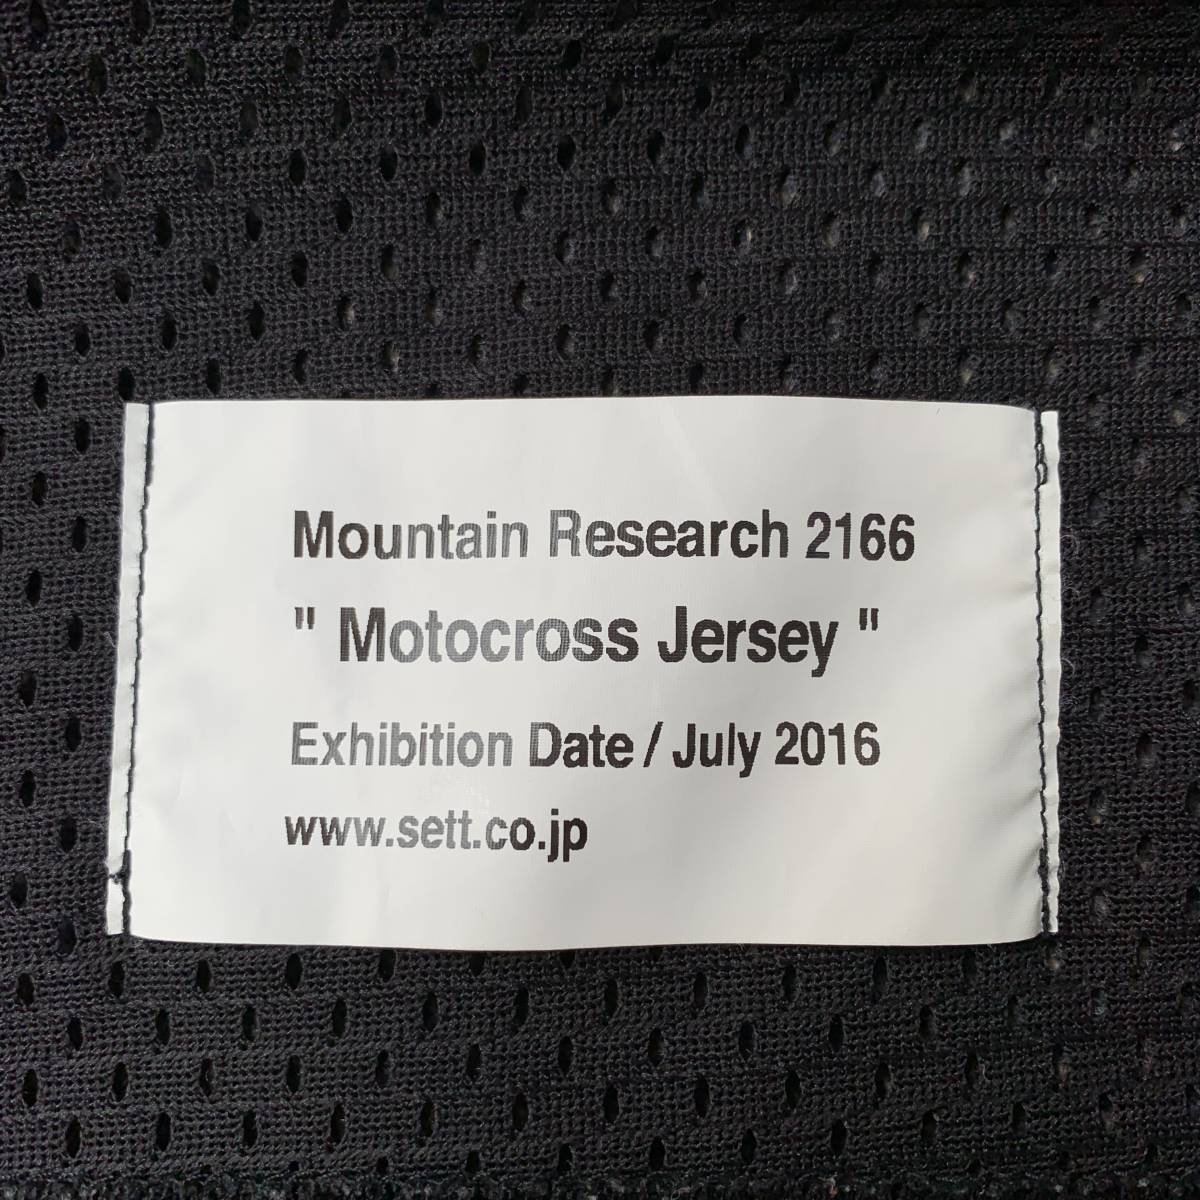 Mountain Research 2166
" Motocross Jersey "
Exhibition Date / July 2016
www.sett.co.jp